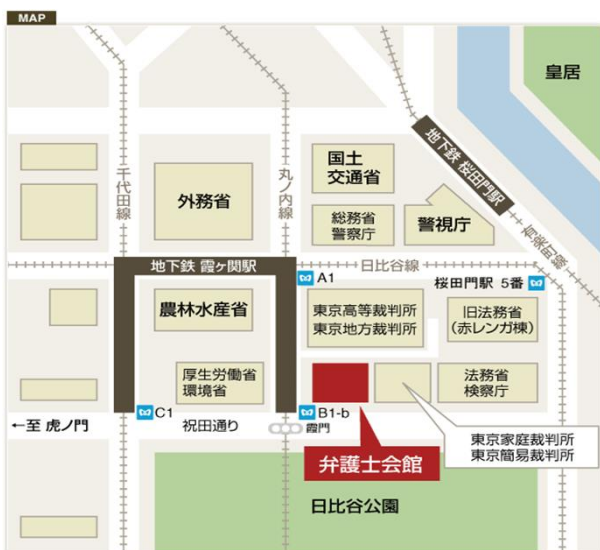 MAP
皇居
地下鉄 桜田門駅
千代田線
丸ノ内線
外務省
国土
交通省
総務省
警察庁
警視庁
有楽町線
地下鉄 霞ヶ関駅
日比谷線
A1
桜田門駅 5番
農林水産省
東京高等裁判所
東京地方裁判所
旧法務省
(赤レンガ棟)
厚生労働省
環境省
法務省
検察庁
C1
B1-b
←至 虎ノ門
祝田通り
霞門
東京家庭裁判所
東京簡易裁判所
弁護士会館
日比谷公園